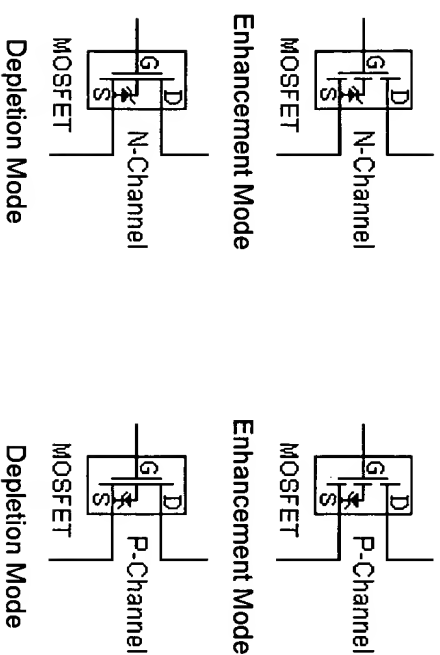 D
G
N-Channel
S
MOSFET
Enhancement Mode
D
G
P-Channel
S
MOSFET
Enhancement Mode
D
G
N-Channel
S
MOSFET
Depletion Mode
D
G
P-Channel
S
MOSFET
Depletion Mode